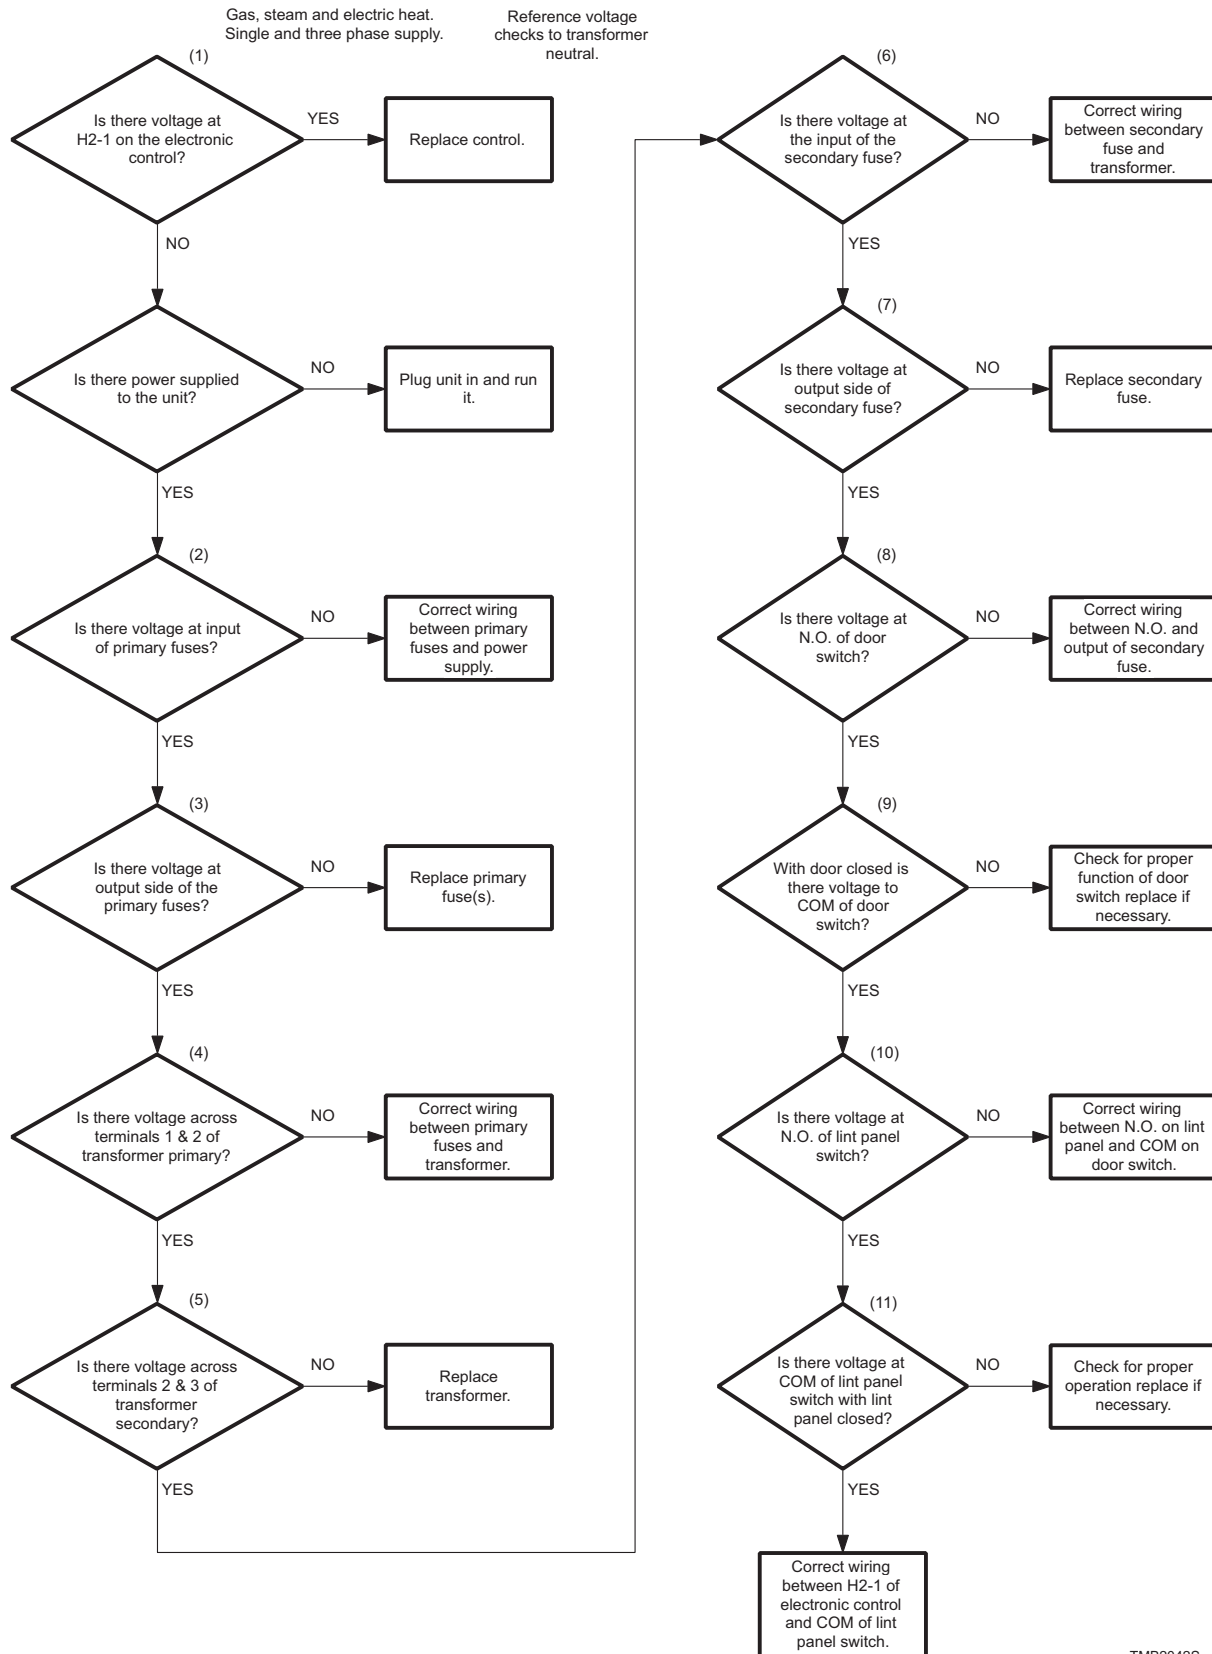 Gas, steam and electric heat.
Single and three phase supply.
Reference voltage
checks to transformer
neutral.
(1)
Is there voltage at
H2-1 on the electronic
control?
YES
Replace control.
NO
Is there power supplied
to the unit?
NO
Plug unit in and run
it.
YES
(2)
Is there voltage at input
of primary fuses?
NO
Correct wiring
between primary
fuses and power
supply.
YES
(3)
Is there voltage at
output side of the
primary fuses?
NO
Replace primary
fuse(s).
YES
(4)
Is there voltage across
terminals 1 & 2 of
transformer primary?
NO
Correct wiring
between primary
fuses and
transformer.
YES
(5)
Is there voltage across
terminals 2 & 3 of
transformer
secondary?
NO
Replace
transformer.
YES
(6)
Is there voltage at
the input of the
secondary fuse?
NO
Correct wiring
between secondary
fuse and
transformer.
YES
(7)
Is there voltage at
output side of
secondary fuse?
NO
Replace secondary
fuse.
YES
(8)
Is there voltage at
N.O. of door
switch?
NO
Correct wiring
between N.O. and
output of secondary
fuse.
YES
(9)
With door closed is
there voltage to
COM of door
switch?
NO
Check for proper
function of door
switch replace if
necessary.
YES
(10)
Is there voltage at
N.O. of lint panel
switch?
NO
Correct wiring
between N.O. on lint
panel and COM on
door switch.
YES
(11)
Is there voltage at
COM of lint panel
switch with lint
panel closed?
NO
Check for proper
operation replace if
necessary.
YES
Correct wiring
between H2-1 of
electronic control
and COM of lint
panel switch.